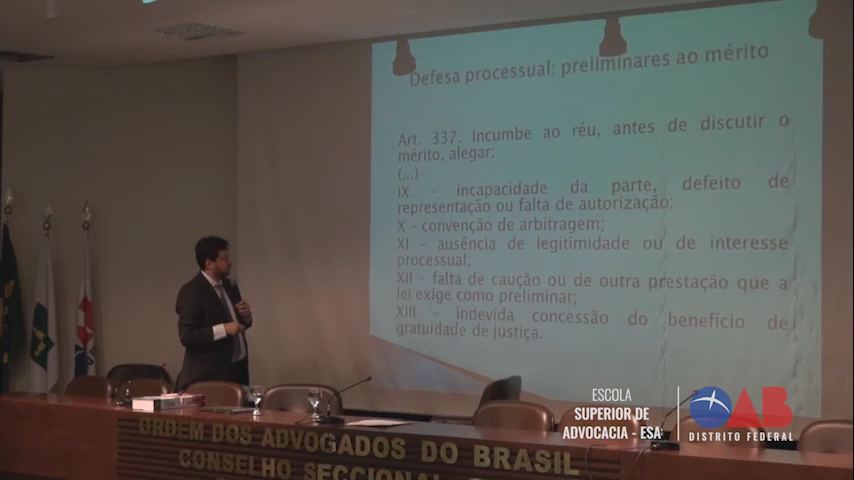 Defesa processual: preliminares ao mérito
Art. 337. Incumbe ao réu, antes de discutir o
mérito, alegar:
(...)
IX - incapacidade da parte, defeito de
representação ou falta de autorização;
X - convenção de arbitragem;
XI - ausência de legitimidade ou de interesse
processual;
XII - falta de caução ou de outra prestação que a
lei exige como preliminar;
XIII - indevida concessão do benefício de
gratuidade de justiça.
ESCOLA
SUPERIOR DE
ADVOCACIA - ESA
OAB
DISTRITO FEDERAL
ORDEM DOS ADVOGADOS DO BRASIL
CONSELHO SECCIONAL